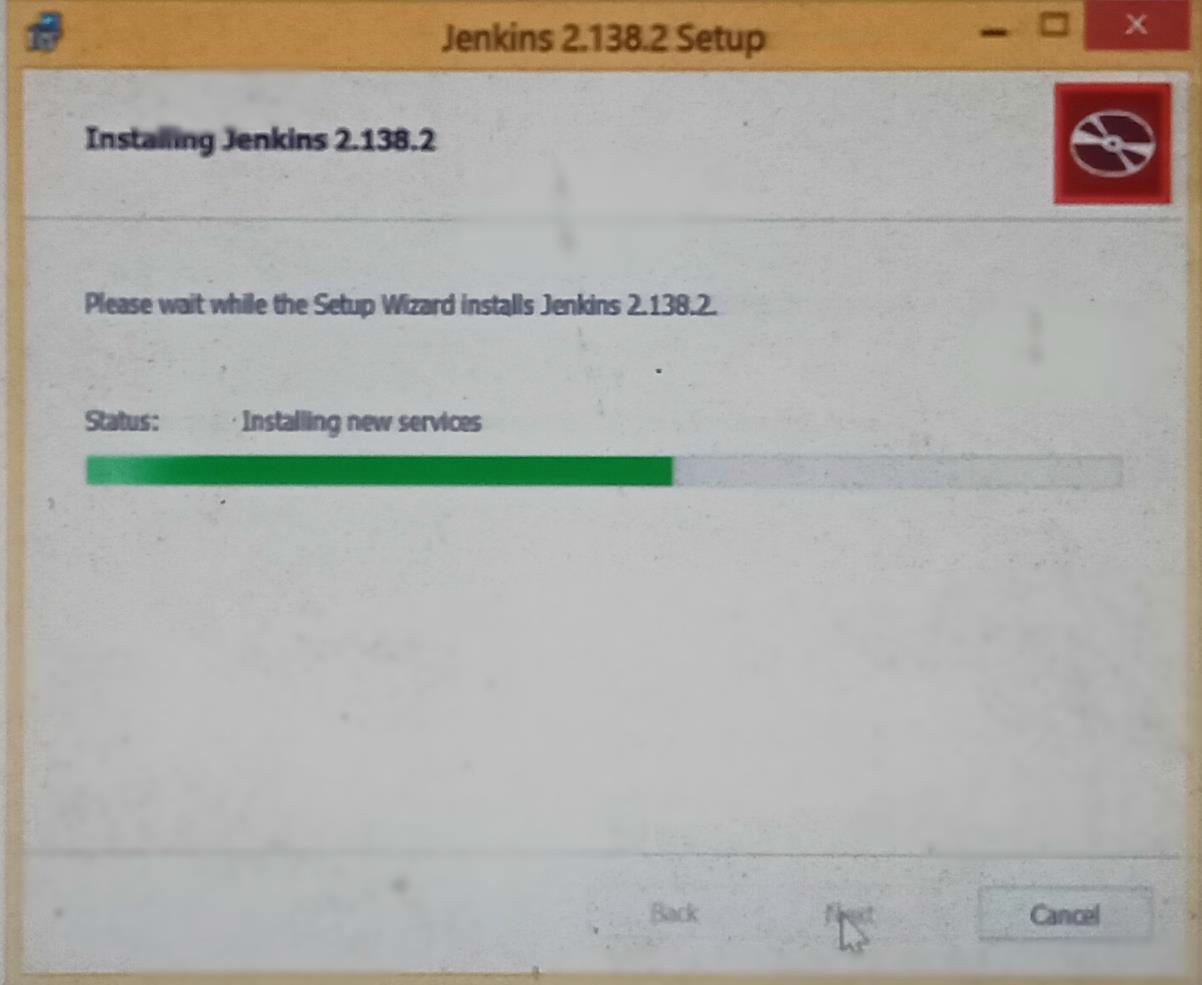 Jenkins 2.138.2 Setup
Installing Jenkins 2.138.2
Please wait while the Setup Wizard installs Jenkins 2.138.2.
Status: Installing new services
Back Next Cancel